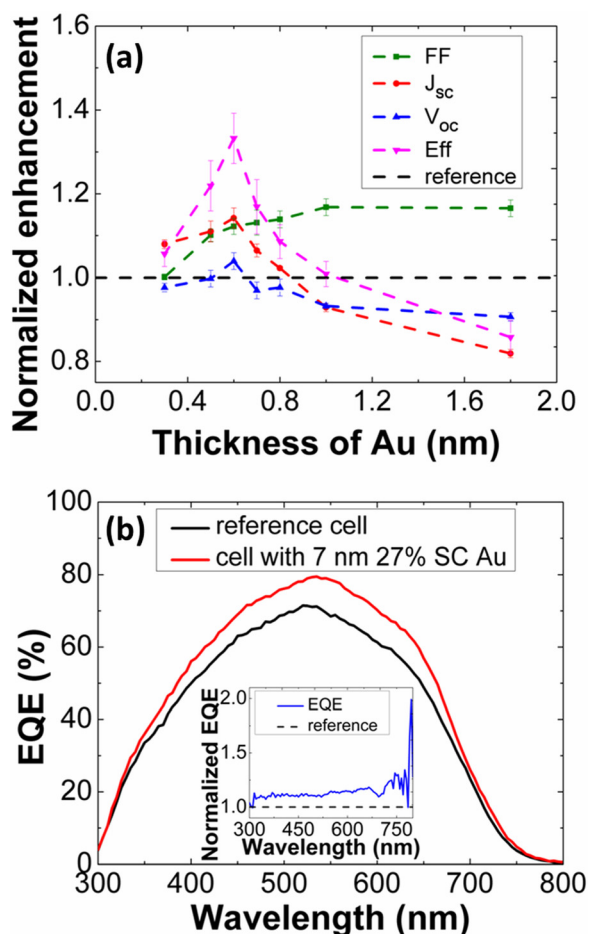 (a)
Normalized enhancement
1.6
1.4
1.2
1.0
0.8
FF
Jsc
Voc
Eff
reference
0.0 0.4 0.8 1.2 1.6 2.0
Thickness of Au (nm)
(b)
EQE (%)
100
80
60
40
20
0
reference cell
cell with 7 nm 27% SC Au
Normalized EQE
2.0
1.5
1.0
EQE
reference
300 450 600 750
Wavelength (nm)
300 400 500 600 700 800
Wavelength (nm)